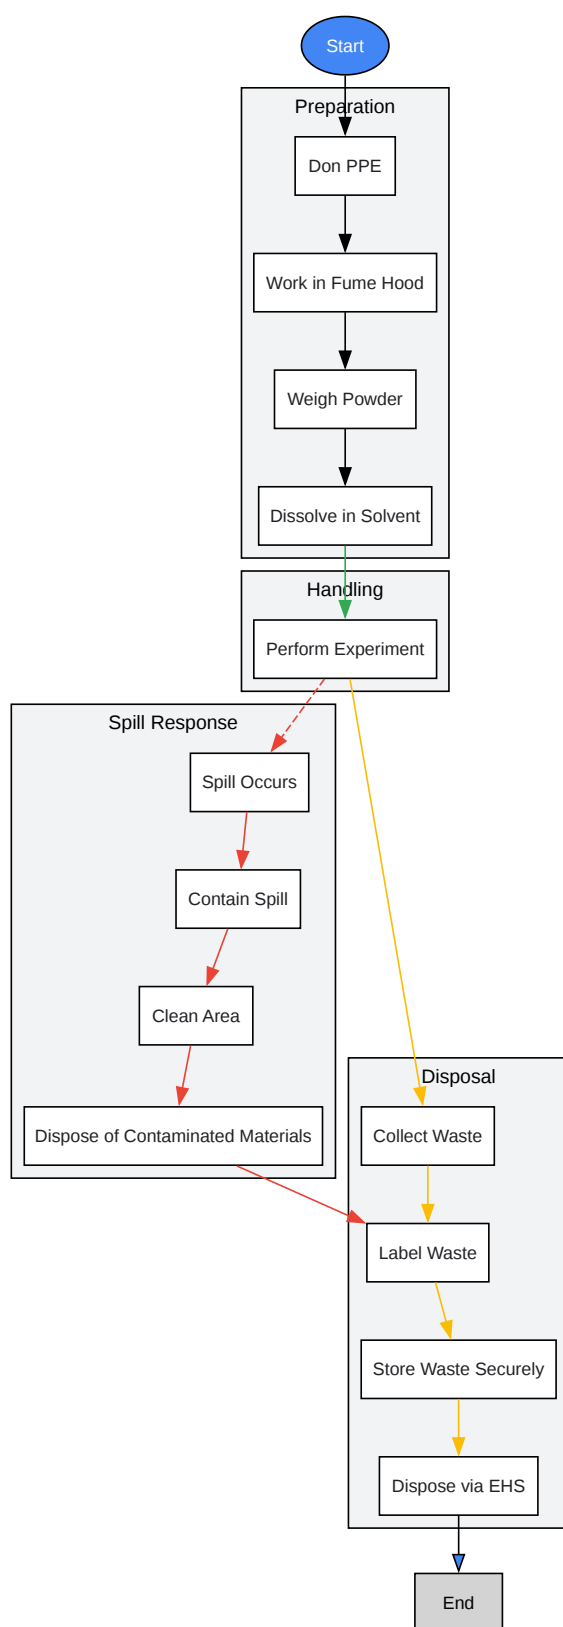 Start
Preparation
Don PPE
Work in Fume Hood
Weigh Powder
Dissolve in Solvent
Handling
Perform Experiment
Spill Response
Spill Occurs
Contain Spill
Clean Area
Dispose of Contaminated Materials
Disposal
Collect Waste
Label Waste
Store Waste Securely
Dispose via EHS
End